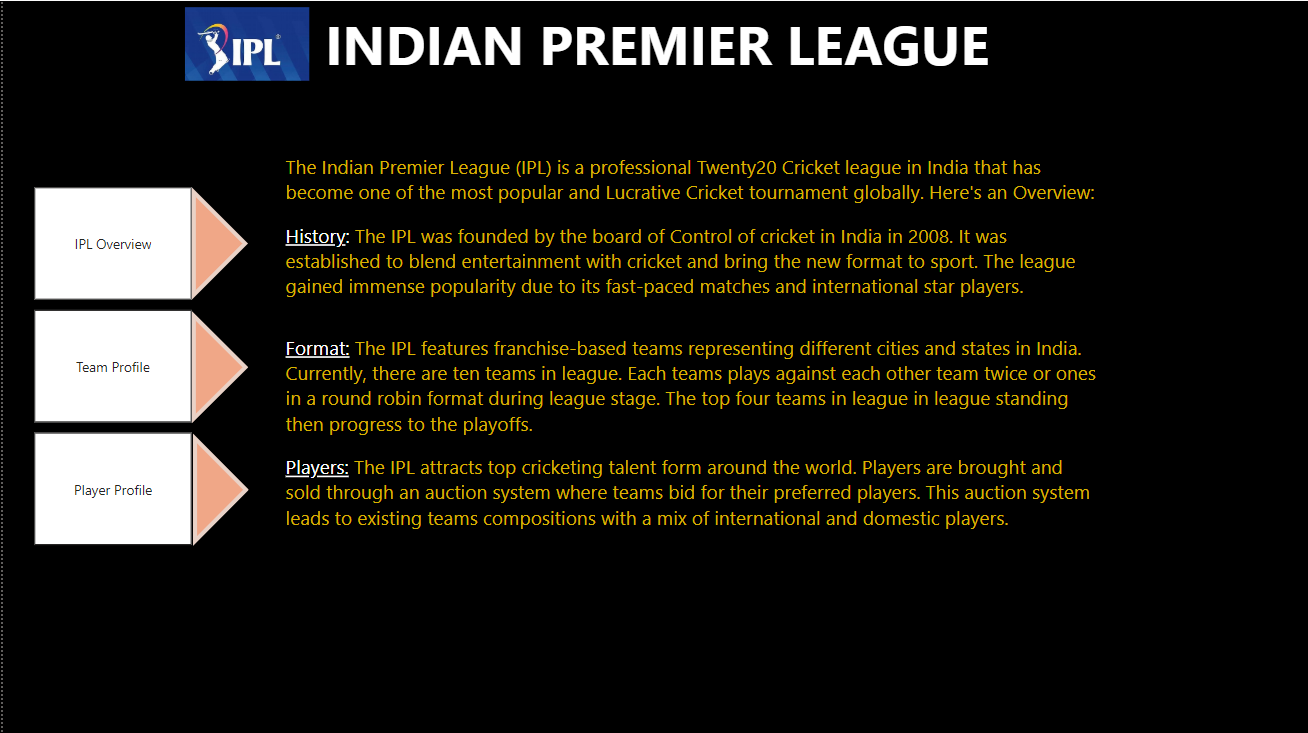 IPL
INDIAN PREMIER LEAGUE
The Indian Premier League (IPL) is a professional Twenty20 Cricket league in India that has
become one of the most popular and Lucrative Cricket tournament globally. Here's an Overview:
History: The IPL was founded by the board of Control of cricket in India in 2008. It was
established to blend entertainment with cricket and bring the new format to sport. The league
gained immense popularity due to its fast-paced matches and international star players.
Format: The IPL features franchise-based teams representing different cities and states in India.
Currently, there are ten teams in league. Each teams plays against each other team twice or ones
in a round robin format during league stage. The top four teams in league in league standing
then progress to the playoffs.
Players: The IPL attracts top cricketing talent form around the world. Players are brought and
sold through an auction system where teams bid for their preferred players. This auction system
leads to existing teams compositions with a mix of international and domestic players.
IPL Overview
Team Profile
Player Profile